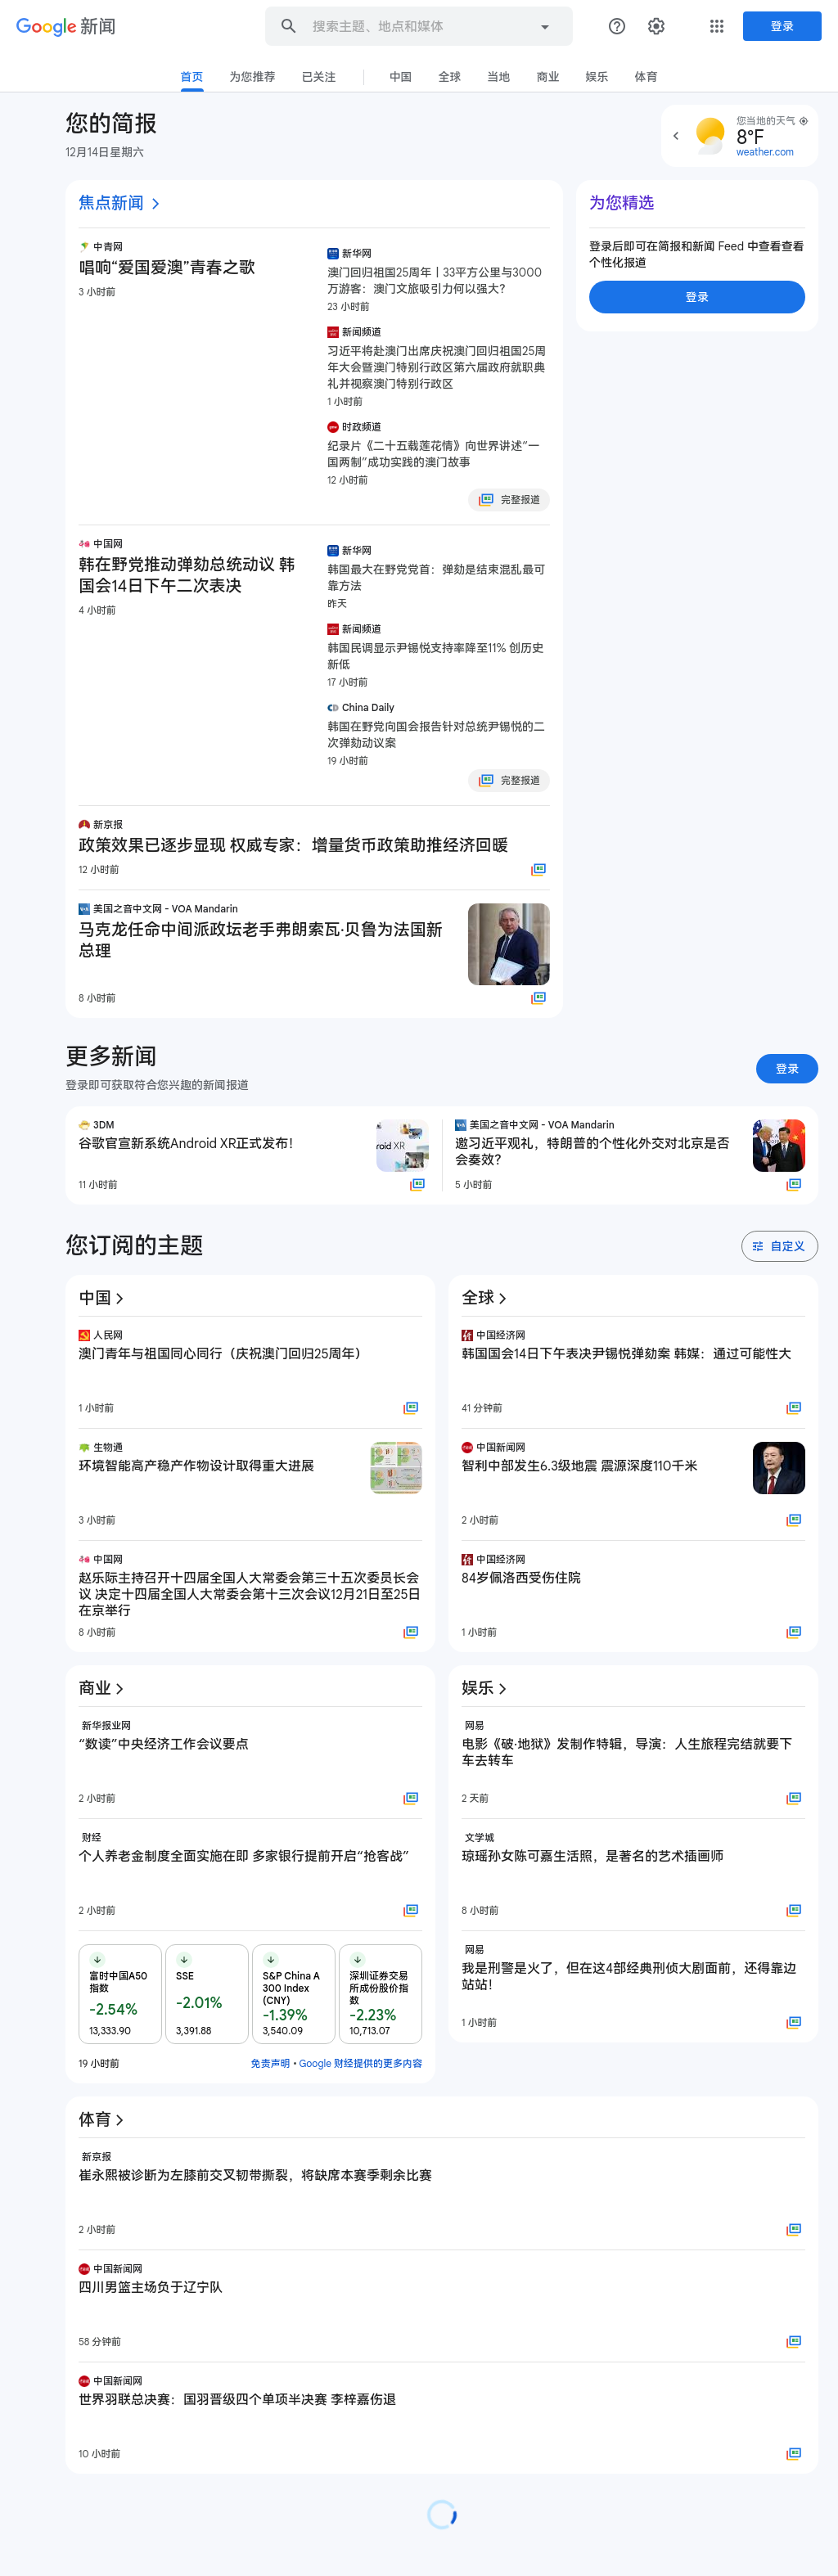 Google 新闻
搜索主题、地点和媒体
登录
首页 为您推荐 已关注 中国 全球 当地 商业 娱乐 体育
您的简报
12月14日星期六
您当地的天气
8°F
weather.com
焦点新闻
中青网
唱响“爱国爱澳”青春之歌
3 小时前
新华网
澳门回归祖国25周年丨33平方公里与3000
万游客：澳门文旅吸引力何以强大？
23 小时前
新闻频道
习近平将赴澳门出席庆祝澳门回归祖国25周
年大会暨澳门特别行政区第六届政府就职典
礼并视察澳门特别行政区
1 小时前
时政频道
纪录片《二十五载莲花情》向世界讲述“一
国两制”成功实践的澳门故事
12 小时前
完整报道
中国网
韩在野党推动弹劾总统动议 韩
国会14日下午二次表决
4 小时前
新华网
韩国最大在野党党首：弹劾是结束混乱最可
靠方法
昨天
新闻频道
韩国民调显示尹锡悦支持率降至11% 创历史
新低
17 小时前
China Daily
韩国在野党向国会报告针对总统尹锡悦的二
次弹劾动议案
19 小时前
完整报道
新京报
政策效果已逐步显现 权威专家：增量货币政策助推经济回暖
12 小时前
美国之音中文网 - VOA Mandarin
马克龙任命中间派政坛老手弗朗索瓦·贝鲁为法国新
总理
8 小时前
为您精选
登录后即可在简报和新闻 Feed 中查看查看
个性化报道
登录
更多新闻
登录即可获取符合您兴趣的新闻报道
登录
3DM
谷歌官宣新系统Android XR正式发布！
11 小时前
美国之音中文网 - VOA Mandarin
邀习近平观礼，特朗普的个性化外交对北京是否
会奏效？
5 小时前
您订阅的主题
自定义
中国
人民网
澳门青年与祖国同心同行（庆祝澳门回归25周年）
1 小时前
生物通
环境智能高产稳产作物设计取得重大进展
3 小时前
中国网
赵乐际主持召开十四届全国人大常委会第三十五次委员长会
议 决定十四届全国人大常委会第十三次会议12月21日至25日
在京举行
8 小时前
全球
中国经济网
韩国国会14日下午表决尹锡悦弹劾案 韩媒：通过可能性大
41 分钟前
中国新闻网
智利中部发生6.3级地震 震源深度110千米
2 小时前
中国经济网
84岁佩洛西受伤住院
1 小时前
商业
新华报业网
“数读”中央经济工作会议要点
2 小时前
财经
个人养老金制度全面实施在即 多家银行提前开启“抢客战”
2 小时前
富时中国A50
指数
-2.54%
13,333.90
SSE
-2.01%
3,391.88
S&P China A
300 Index
(CNY)
-1.39%
3,540.09
深圳证券交易
所成份股价指
数
-2.23%
10,713.07
19 小时前
免责声明 • Google 财经提供的更多内容
娱乐
网易
电影《破·地狱》发制作特辑，导演：人生旅程完结就要下
车去转车
2 天前
文学城
琼瑶孙女陈可嘉生活照，是著名的艺术插画师
8 小时前
网易
我是刑警是火了，但在这4部经典刑侦大剧面前，还得靠边
站站！
1 小时前
体育
新京报
崔永熙被诊断为左膝前交叉韧带撕裂，将缺席本赛季剩余比赛
2 小时前
中国新闻网
四川男篮主场负于辽宁队
58 分钟前
中国新闻网
世界羽联总决赛：国羽晋级四个单项半决赛 李梓嘉伤退
10 小时前